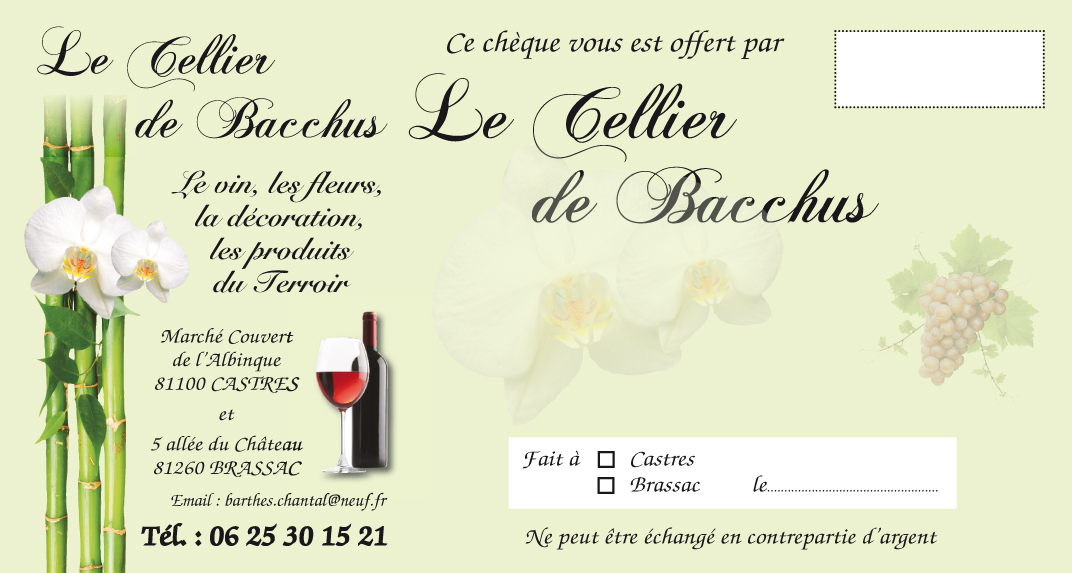 Le Cellier
de Bacchus
Le vin, les fleurs,
la décoration,
les produits
du Terroir
Marché Couvert
de l'Albinque
81100 CASTRES
et
5 allée du Château
81260 BRASSAC
Email : barthes.chantal@neuf.fr
Tél. : 06 25 30 15 21
Ce chèque vous est offert par
Le Cellier
de Bacchus
Fait à Castres
Brassac le..................................................
Ne peut être échangé en contrepartie d'argent